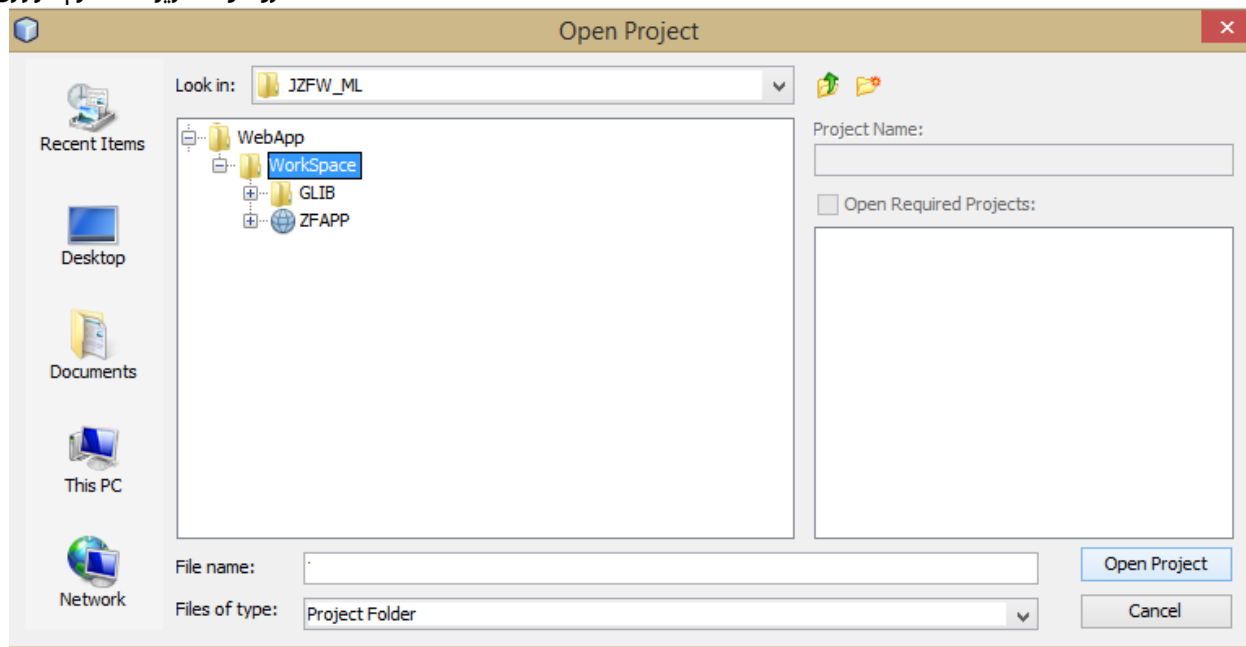 Open Project
Look in: JZFW_ML
Recent Items
Desktop
Documents
This PC
Network
WebApp
WorkSpace
GLIB
ZFAPP
Project Name:
Open Required Projects:
File name:
Files of type: Project Folder
Open Project
Cancel